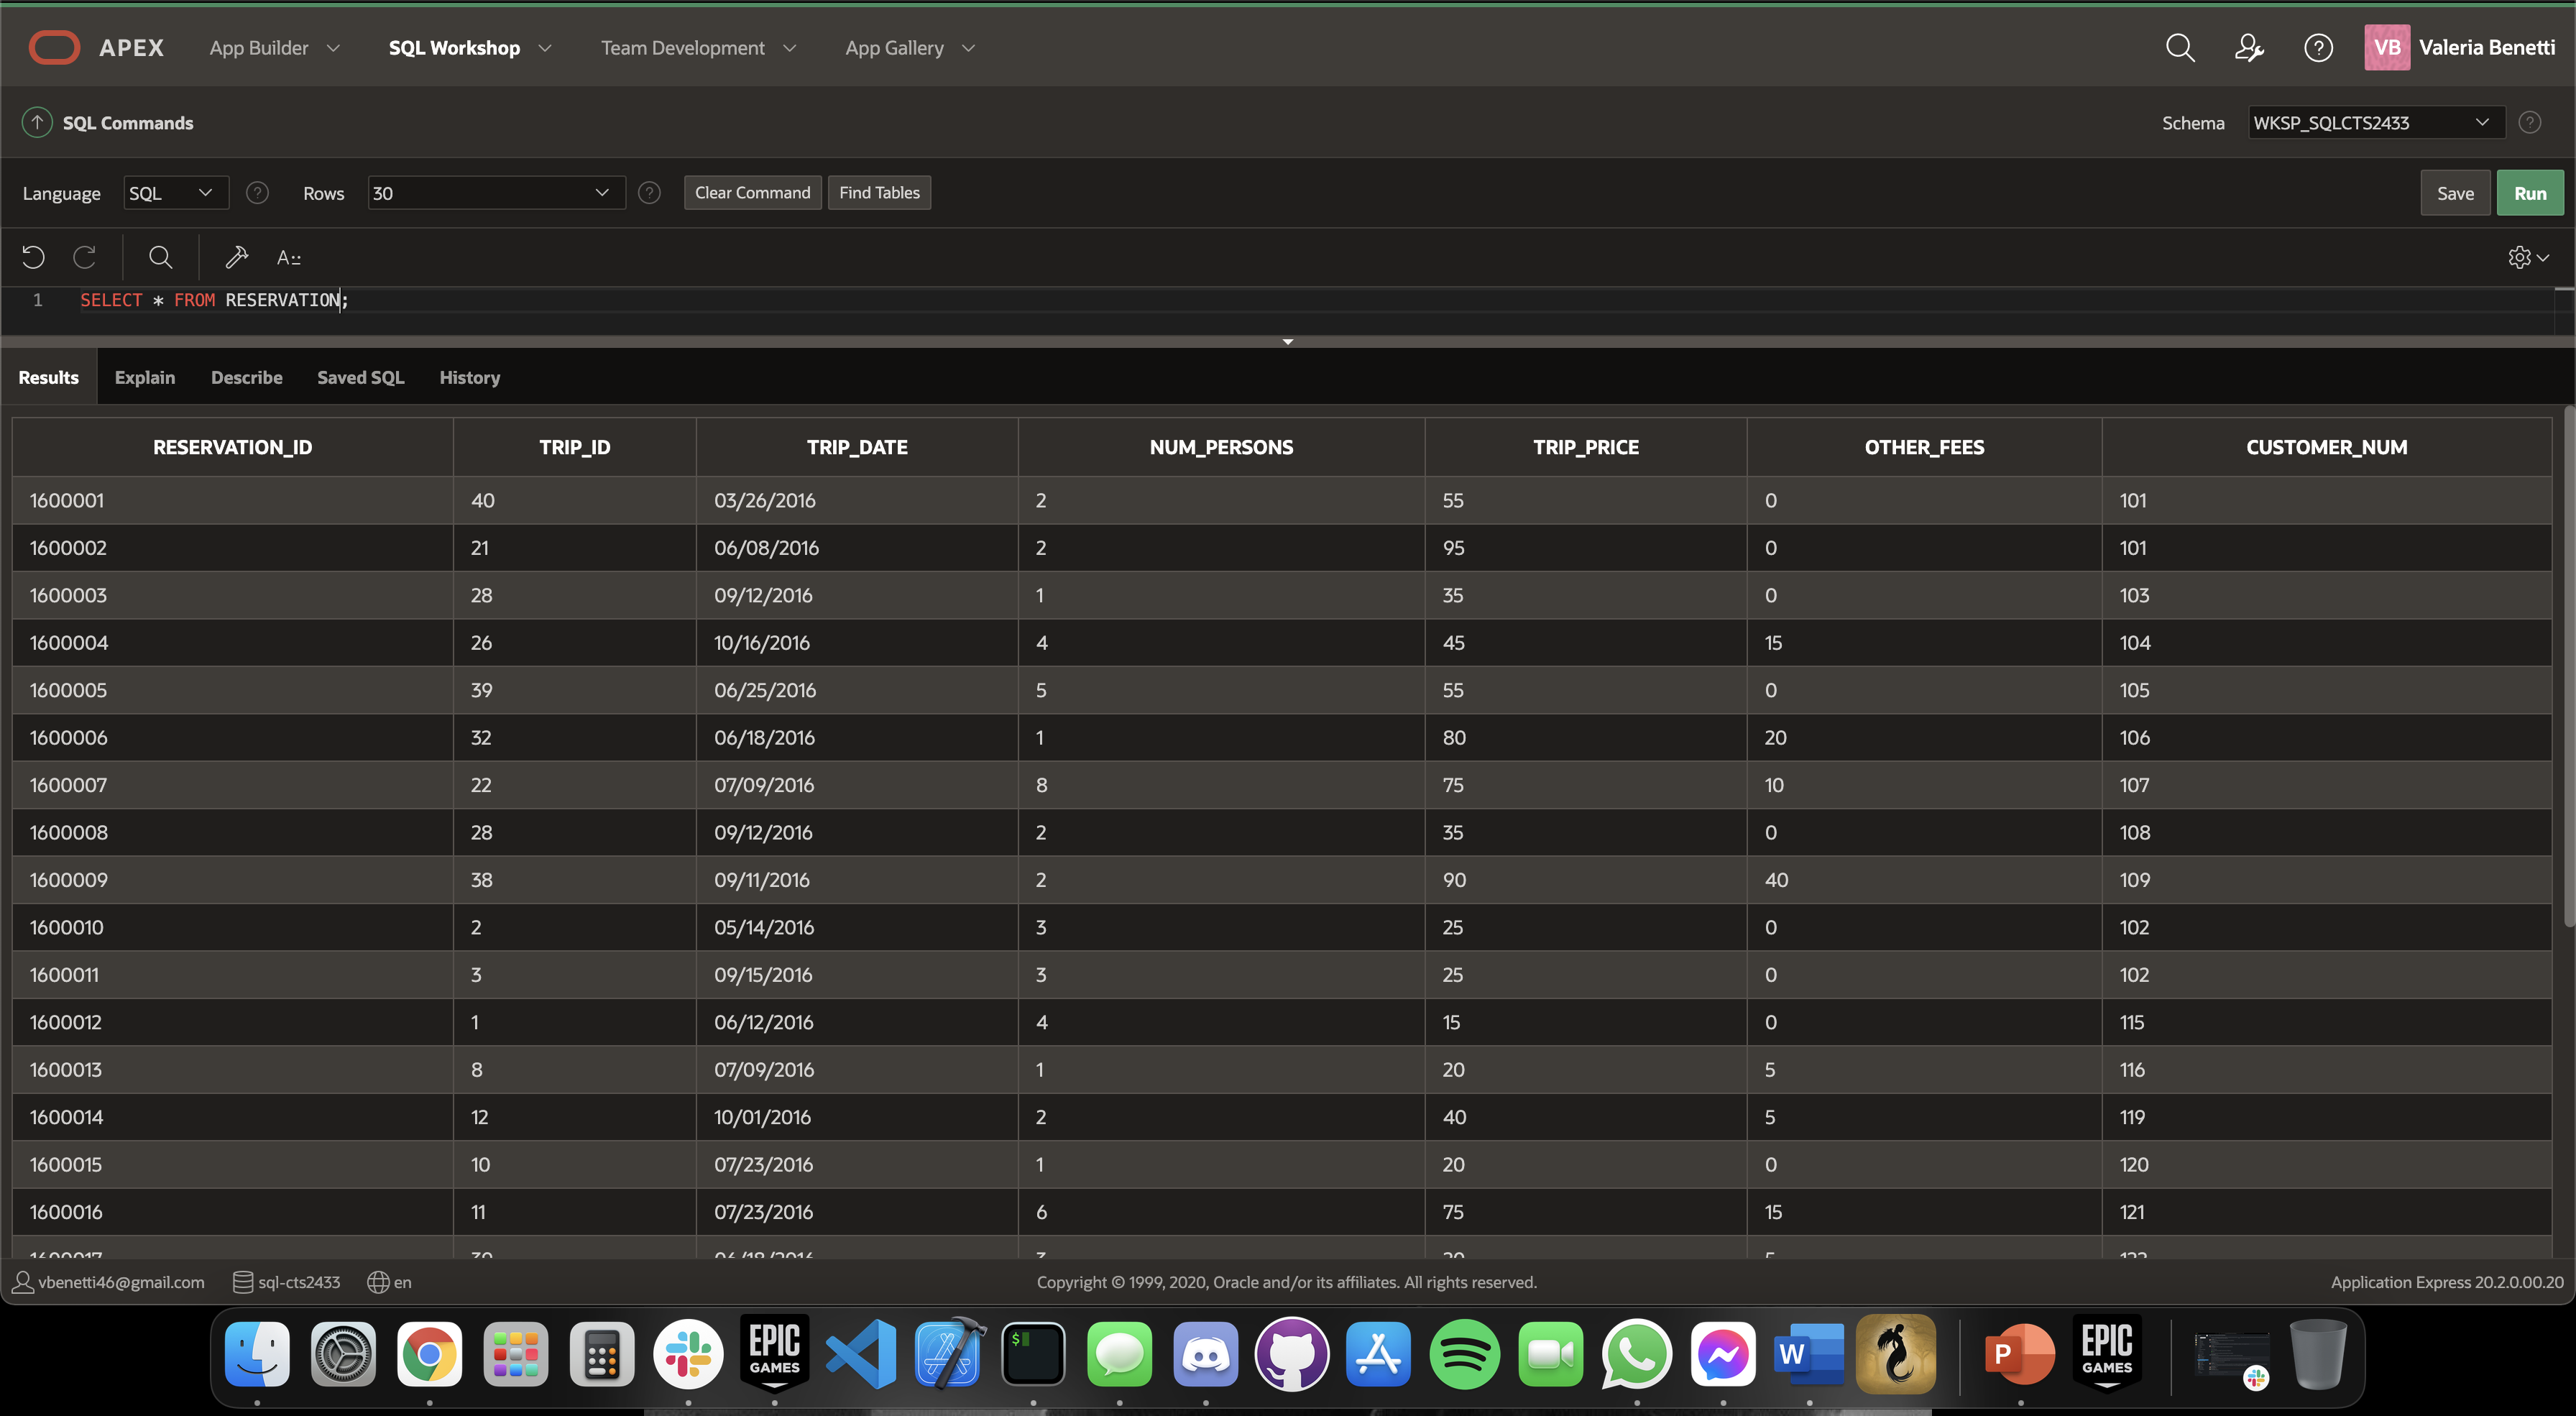 APEX App Builder SQL Workshop Team Development App Gallery VB Valeria Benetti
SQL Commands Schema WKSP_SQLCTS2433
Language SQL Rows 30 Clear Command Find Tables Save Run
A
1 SELECT * FROM RESERVATION;
Results Explain Describe Saved SQL History
RESERVATION_ID TRIP_ID TRIP_DATE NUM_PERSONS TRIP_PRICE OTHER_FEES CUSTOMER_NUM
1600001 40 03/26/2016 2 55 0 101
1600002 21 06/08/2016 2 95 0 101
1600003 28 09/12/2016 1 35 0 103
1600004 26 10/16/2016 4 45 15 104
1600005 39 06/25/2016 5 55 0 105
1600006 32 06/18/2016 1 80 20 106
1600007 22 07/09/2016 8 75 10 107
1600008 28 09/12/2016 2 35 0 108
1600009 38 09/11/2016 2 90 40 109
1600010 2 05/14/2016 3 25 0 102
1600011 3 09/15/2016 3 25 0 102
1600012 1 06/12/2016 4 15 0 115
1600013 8 07/09/2016 1 20 5 116
1600014 12 10/01/2016 2 40 5 119
1600015 10 07/23/2016 1 20 0 120
1600016 11 07/23/2016 6 75 15 121
vbenetti46@gmail.com sql-cts2433 en Copyright © 1999, 2020, Oracle and/or its affiliates. All rights reserved. Application Express 20.2.0.00.20
EPIC GAMES $ W P EPIC GAMES